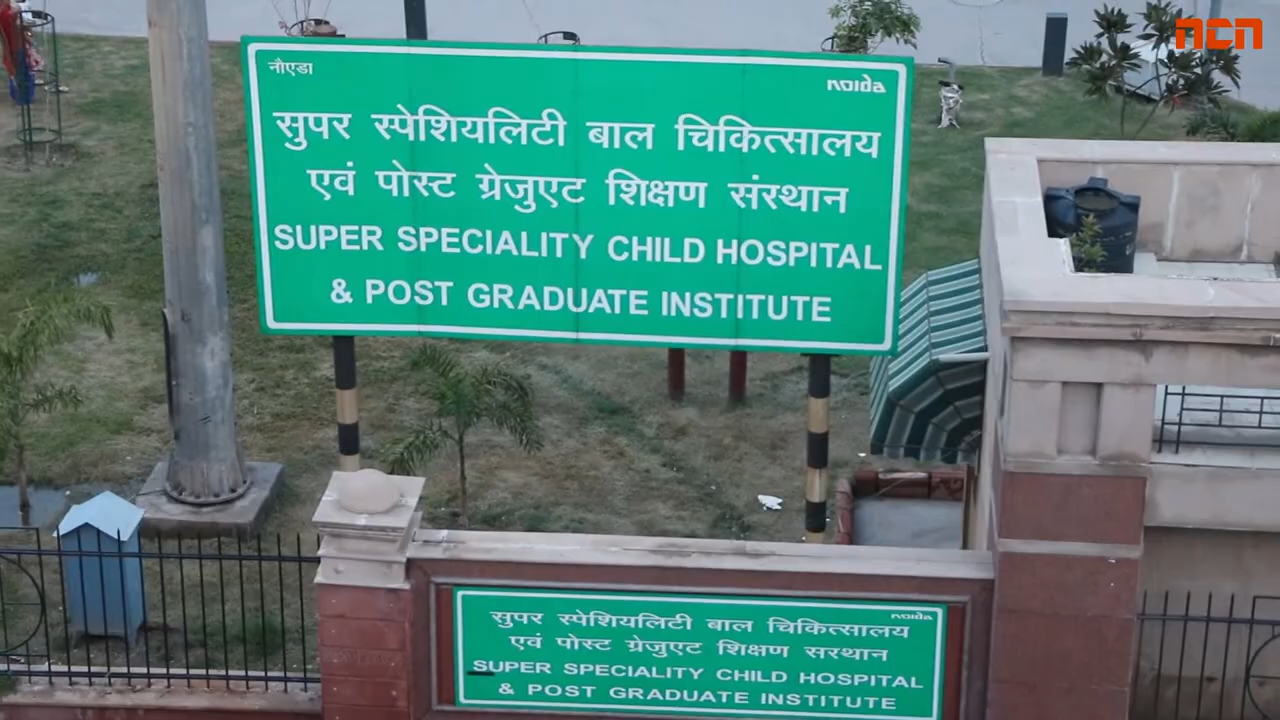 ncn
नौएडा
noida
सुपर स्पेशियलिटी बाल चिकित्सालय
एवं पोस्ट ग्रेजुएट शिक्षण संस्थान
SUPER SPECIALITY CHILD HOSPITAL
& POST GRADUATE INSTITUTE
noida
सुपर स्पेशियलिटी बाल चिकित्सालय
एवं पोस्ट ग्रेजुएट शिक्षण सरथान
SUPER SPECIALITY CHILD HOSPITAL
& POST GRADUATE INSTITUTE